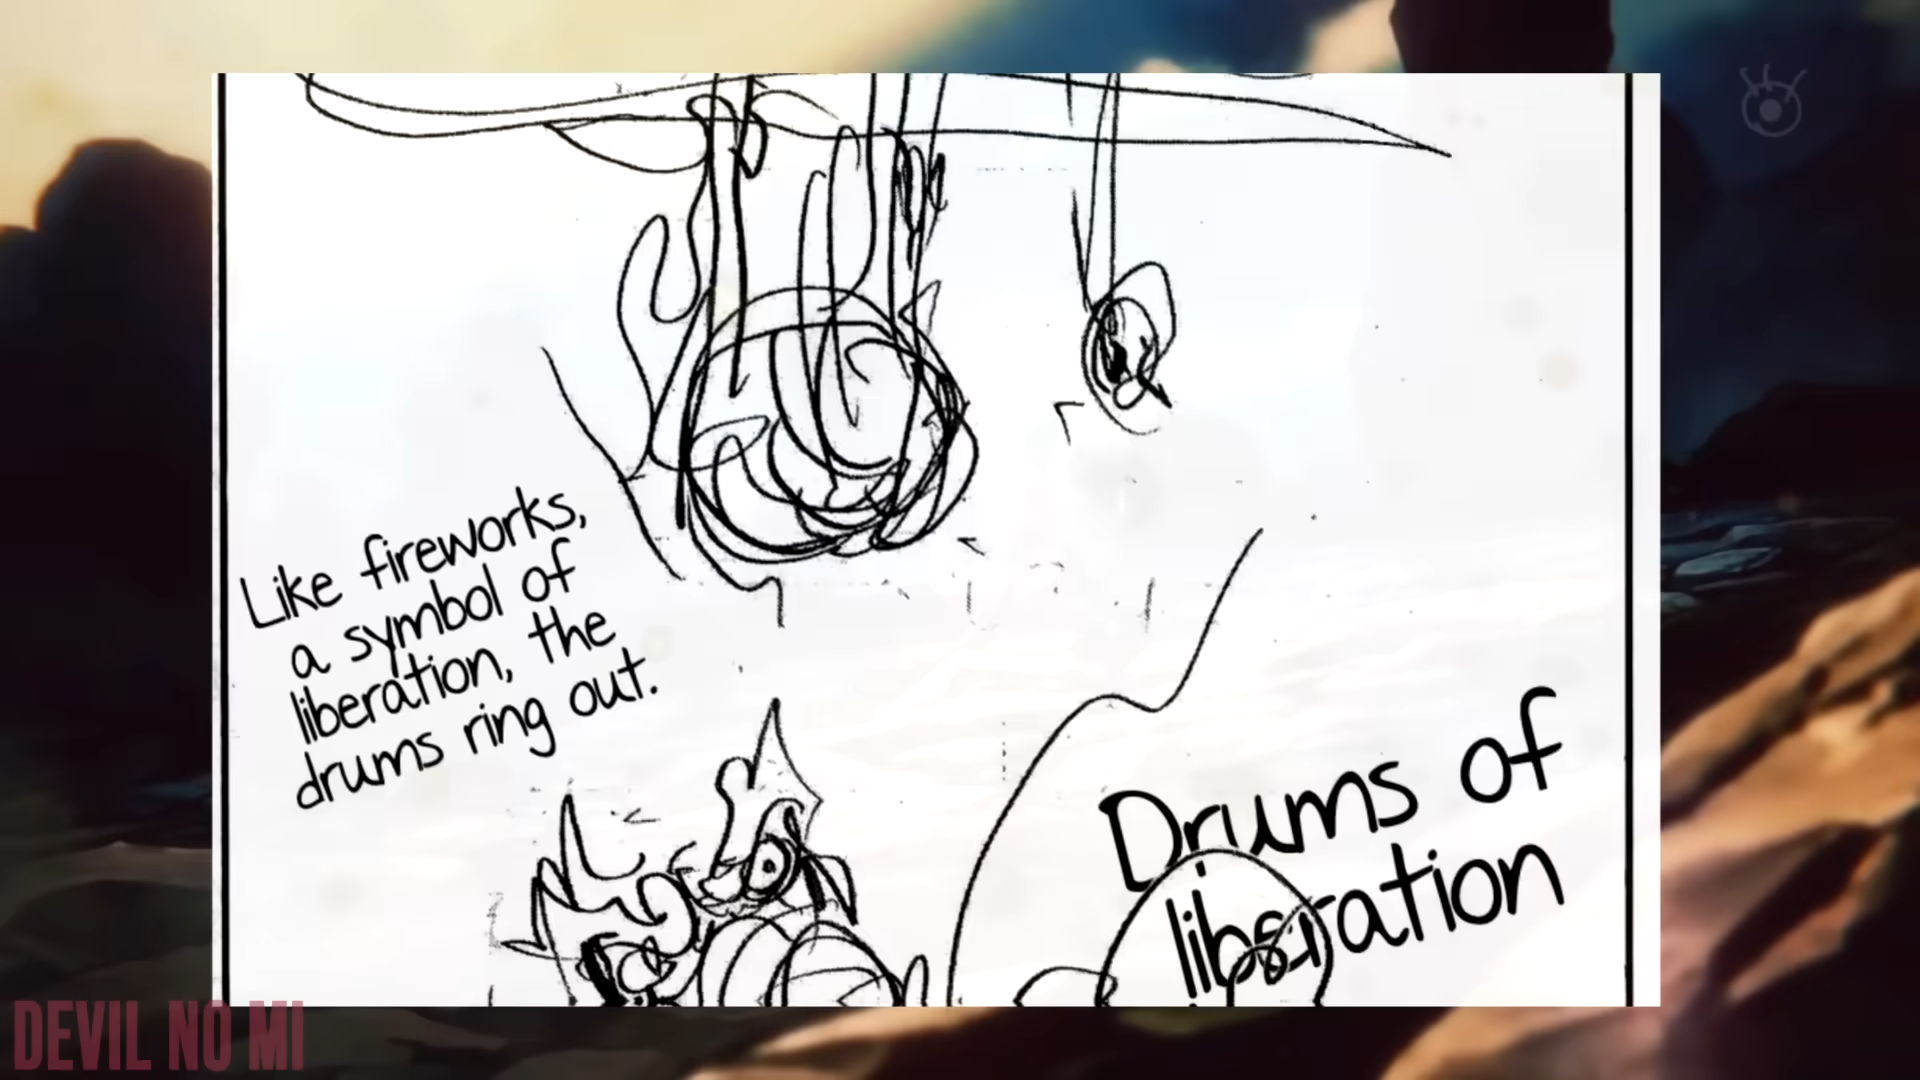 Like fireworks,
a symbol of
liberation, the
drums ring out.
Drums of
liberation
DEVIL NO MI